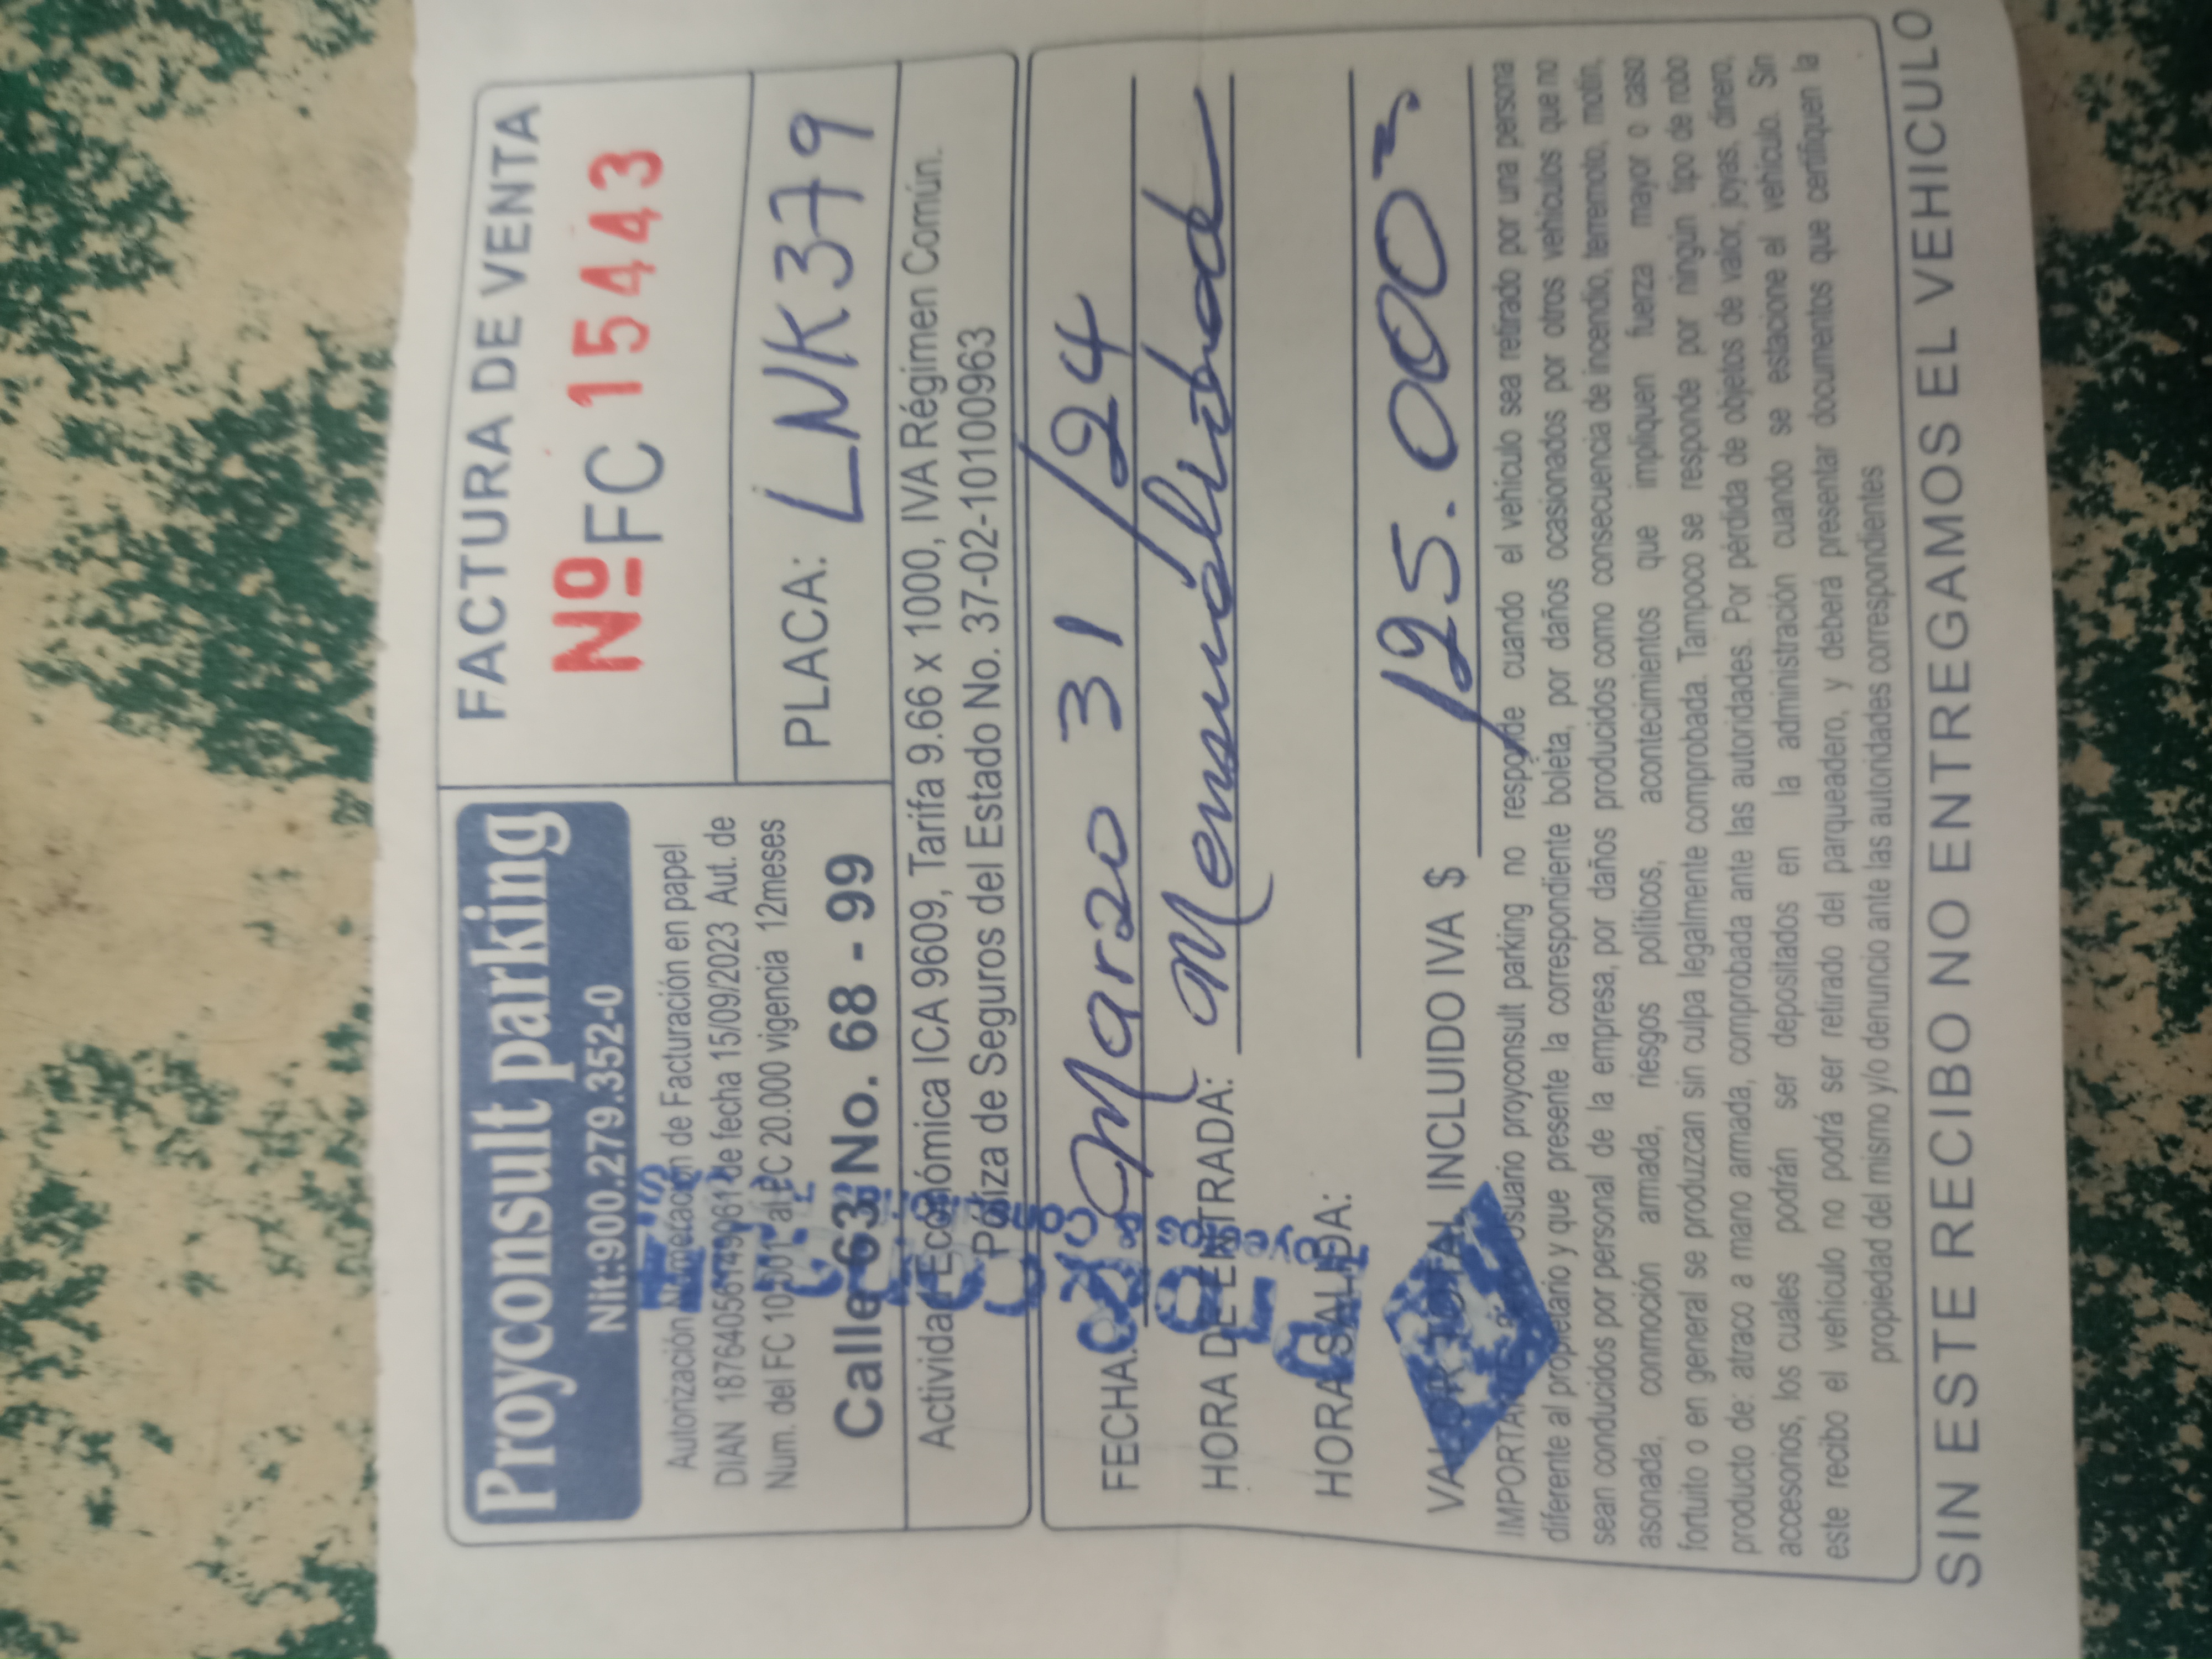 Proyconsult parking
Nit:900.279.352-0
Autorización Numeración de Facturación en papel
DIAN 18764056149061 de fecha 15/09/2023 Aut. de
Num. del FC 10.001 al FC 20.000 vigencia 12meses
Calle 63 No. 68 - 99
FACTURA DE VENTA
Nº FC 15443
PLACA: LNK379
Actividad Económica ICA 9609, Tarifa 9.66 x 1000, IVA Régimen Común.
Póliza de Seguros del Estado No. 37-02-101000963
FECHA: Marzo 31/24
HORA DE ENTRADA: Mensualidad
HORA SALIDA:
VALOR TOTAL INCLUIDO IVA $ 125.000
IMPORTANTE: usuario proyconsult parking no responde cuando el vehículo sea retirado por una persona
diferente al propietario y que presente la correspondiente boleta, por daños ocasionados por otros vehículos que no
sean conducidos por personal de la empresa, por daños producidos como consecuencia de incendio, terremoto, motín,
asonada, conmoción armada, riesgos políticos, acontecimientos que impliquen fuerza mayor o caso
fortuito o en general se produzcan sin culpa legalmente comprobada. Tampoco se responde por ningún tipo de robo
producto de: atraco a mano armada, comprobada ante las autoridades. Por pérdida de objetos de valor, joyas, dinero,
accesorios, los cuales podrán ser depositados en la administración cuando se estacione el vehículo. Sin
este recibo el vehículo no podrá ser retirado del parqueadero, y deberá presentar documentos que certifiquen la
propiedad del mismo y/o denuncio ante las autoridades correspondientes
SIN ESTE RECIBO NO ENTREGAMOS EL VEHICULO